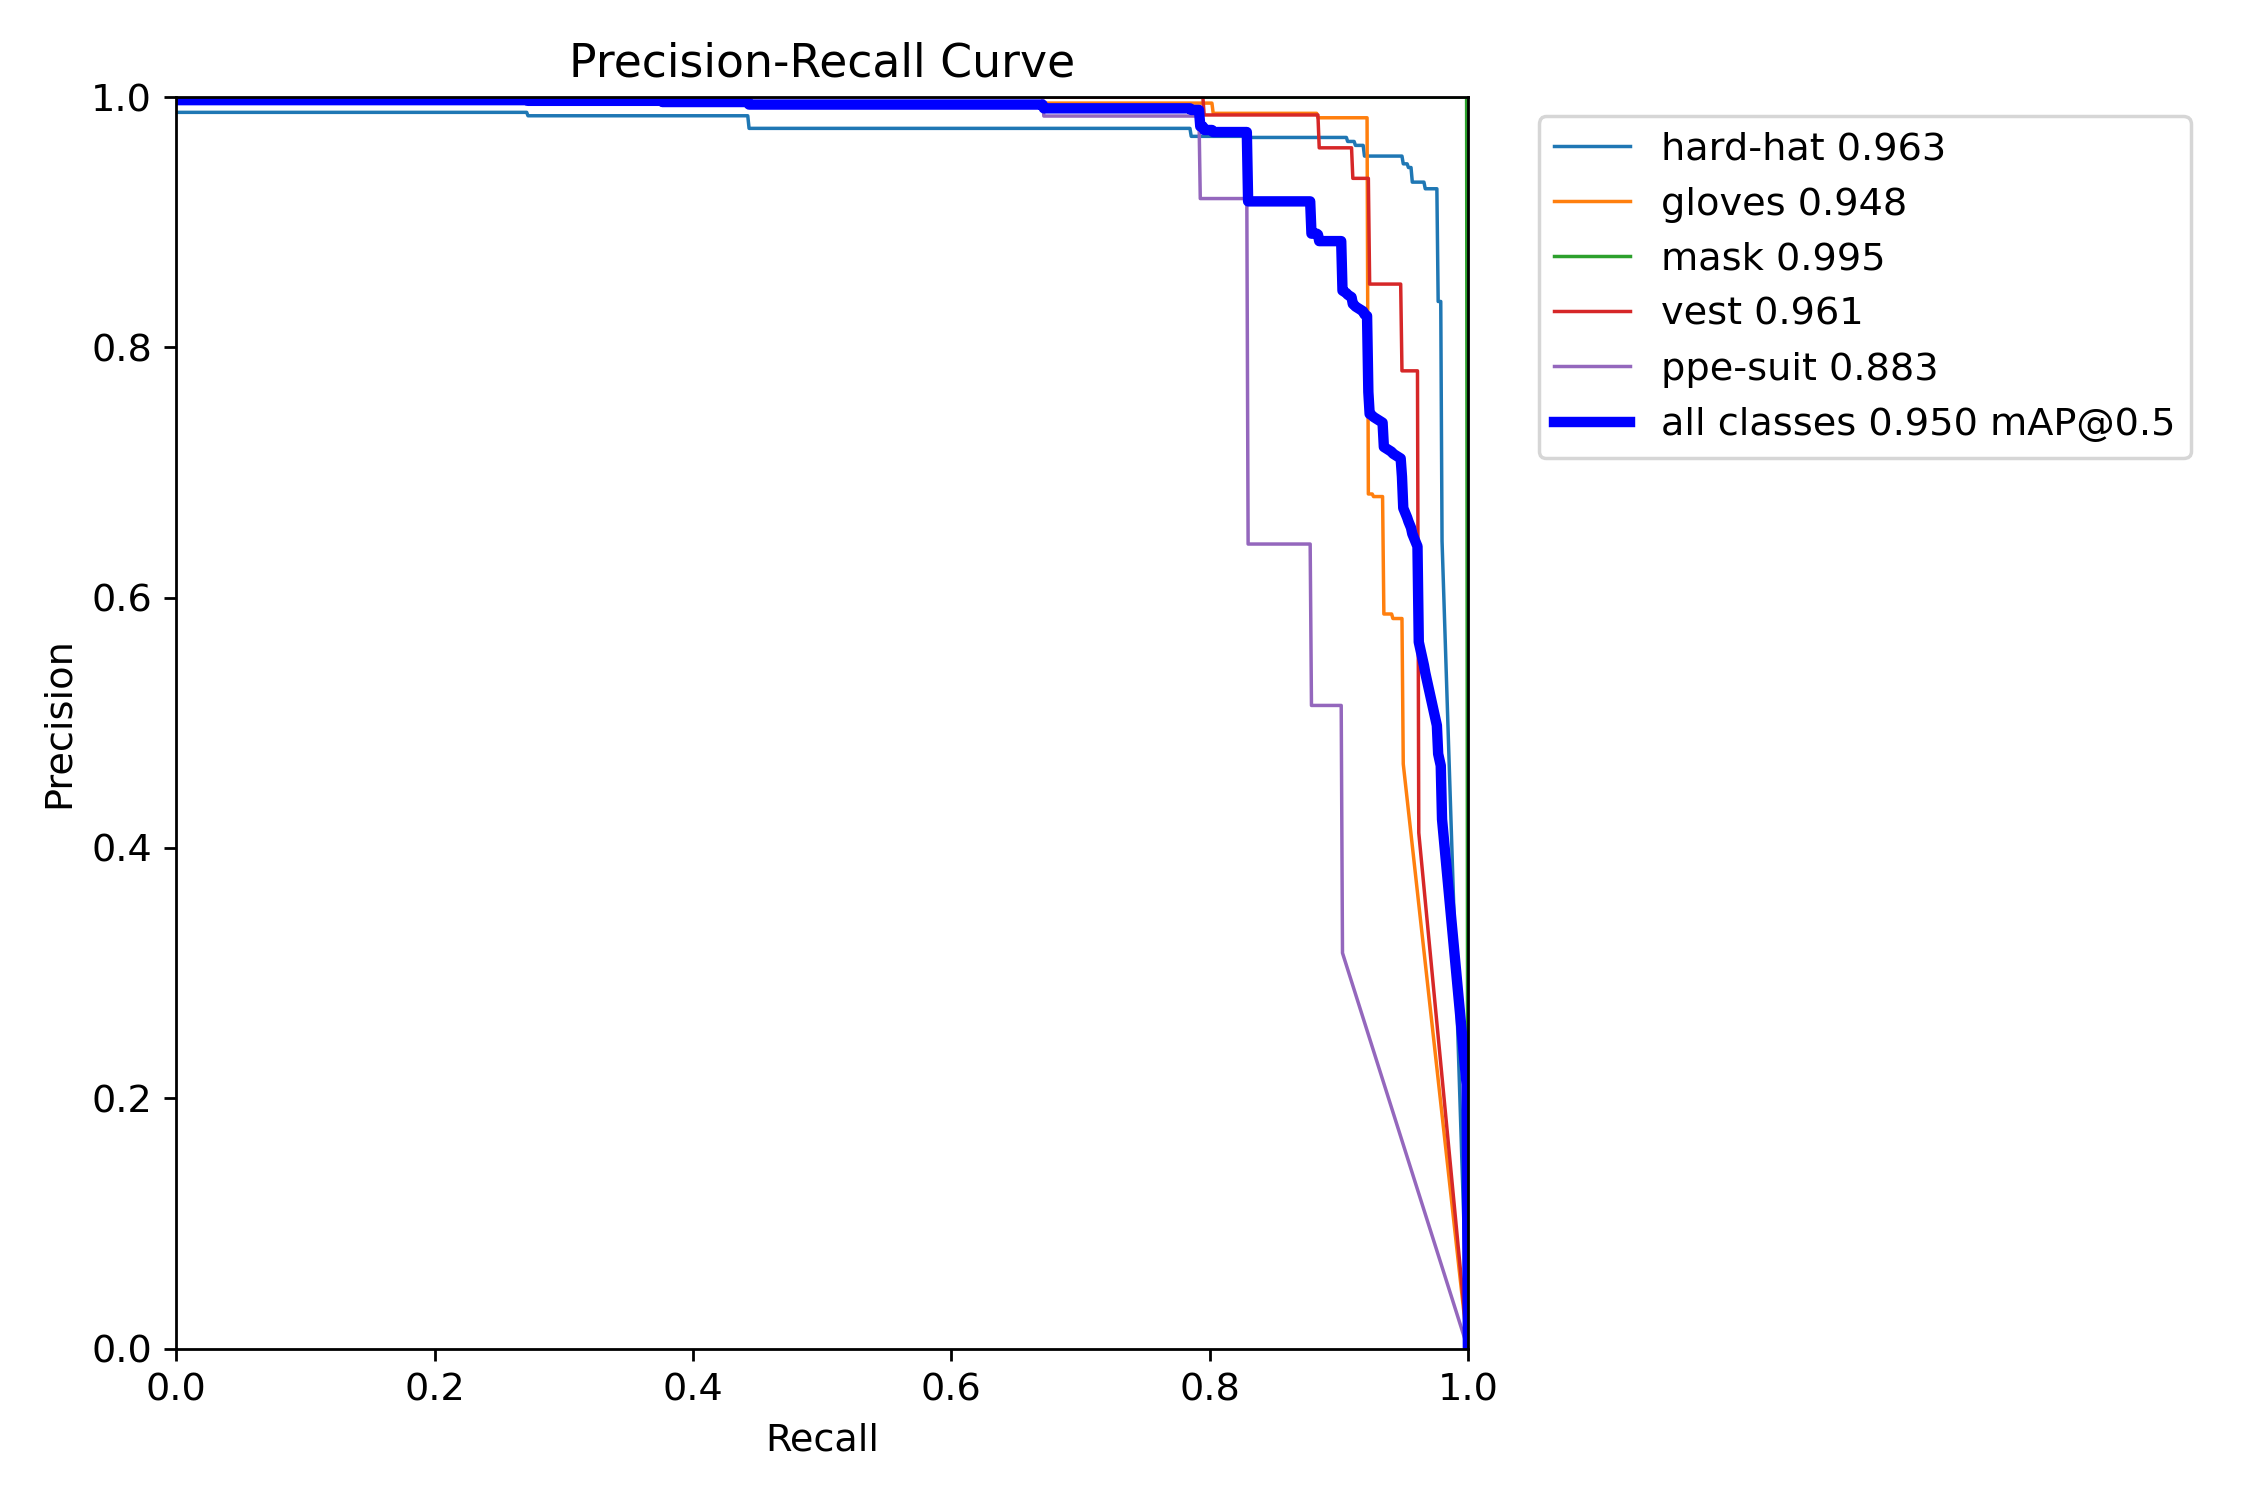 Precision-Recall Curve
1.0
0.8
0.6
0.4
0.2
0.0
Precision
0.0 0.2 0.4 0.6 0.8 1.0
Recall
hard-hat 0.963
gloves 0.948
mask 0.995
vest 0.961
ppe-suit 0.883
all classes 0.950 mAP@0.5